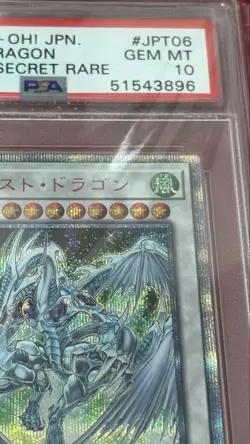 -OH! JPN. #JPT06
RAGON GEM MT
SECRET RARE 10
PSA 51543896
スト・ドラゴン 風